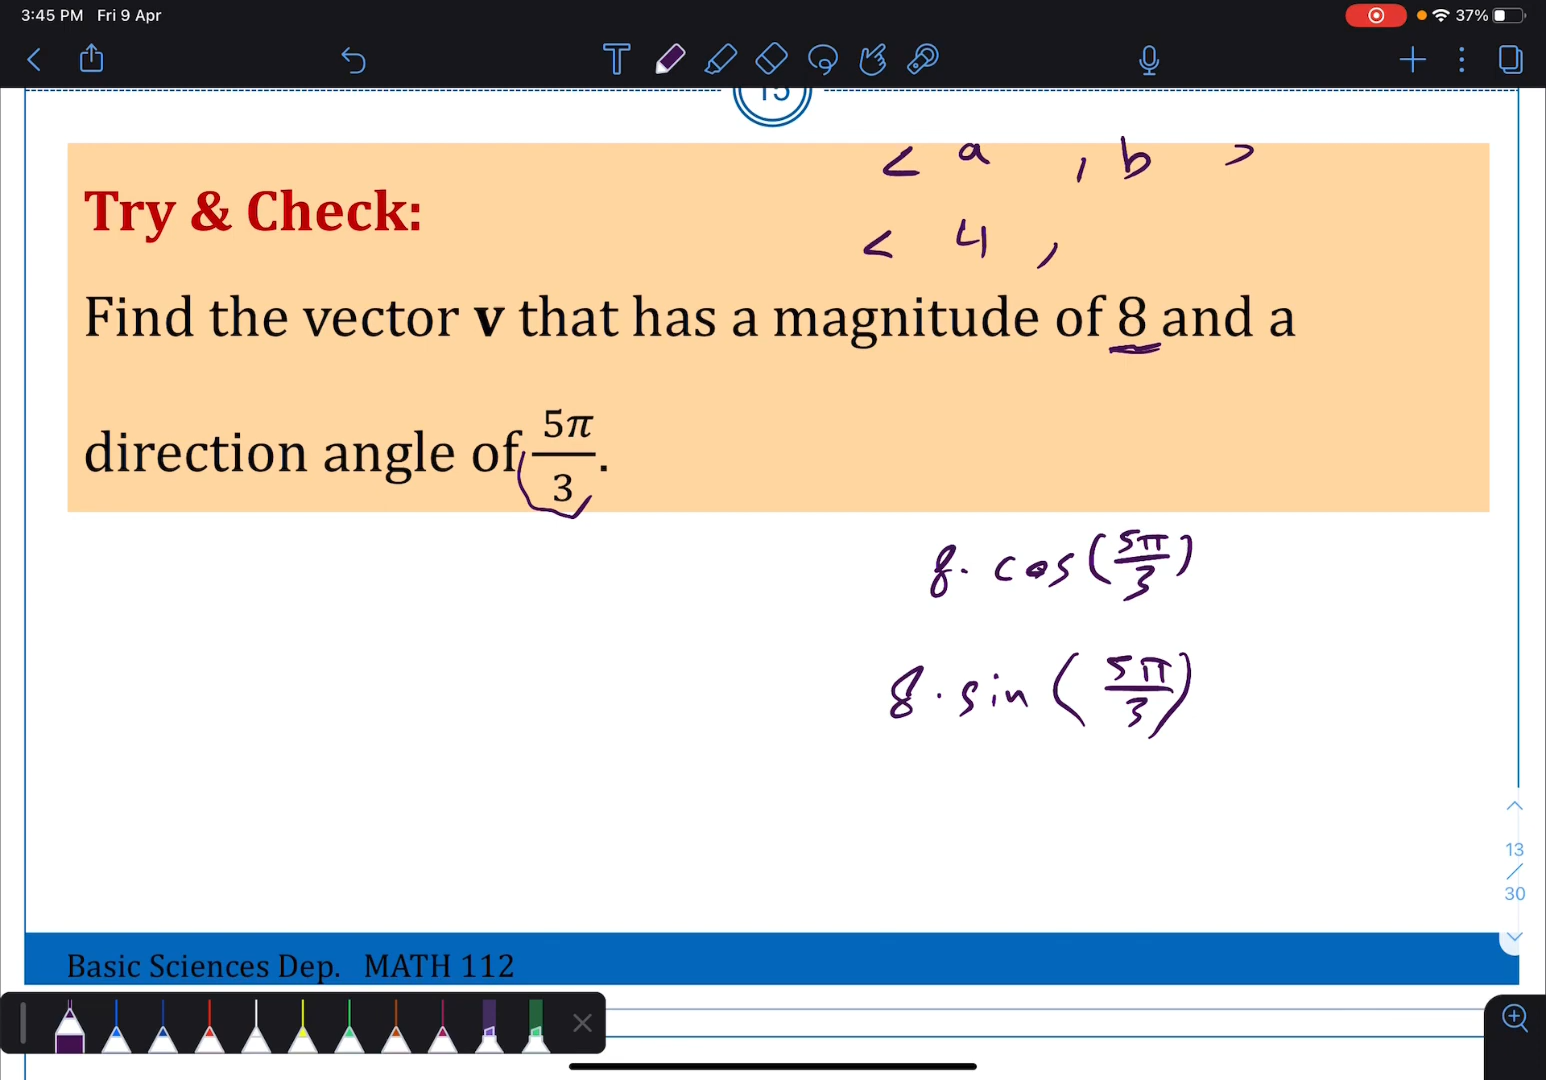 3:45 PM Fri 9 Apr
37%
T
15
< a , b >
Try & Check:
< 4 ,
Find the vector v that has a magnitude of 8 and a
direction angle of 5π/3.
8 · cos(5π/3)
8 · sin(5π/3)
13
/
30
Basic Sciences Dep. MATH 112